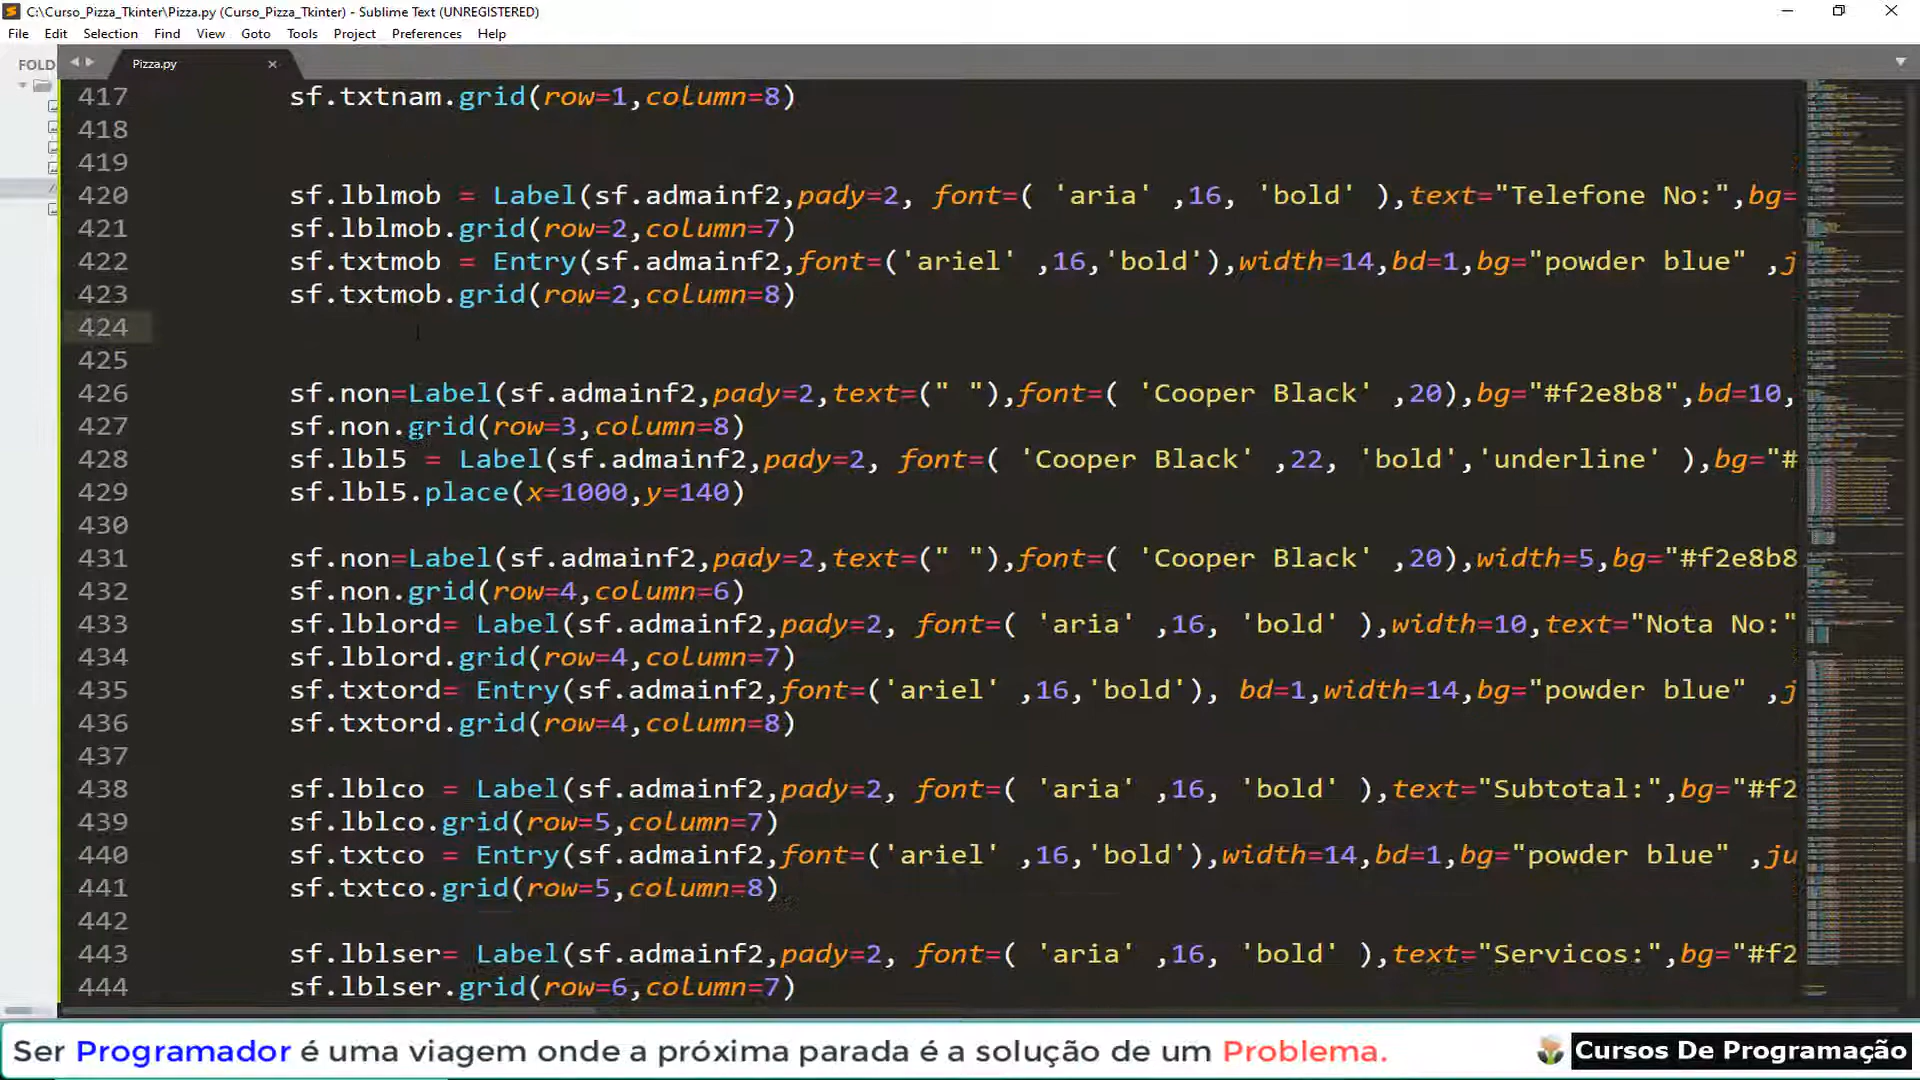 C:\Curso_Pizza_Tkinter\Pizza.py (Curso_Pizza_Tkinter) - Sublime Text (UNREGISTERED)
File Edit Selection Find View Goto Tools Project Preferences Help
FOLD
Pizza.py
417 sf.txtnam.grid(row=1,column=8)
418
419
420 sf.lblmob = Label(sf.admainf2,pady=2, font=( 'aria' ,16, 'bold' ),text="Telefone No:",bg=
421 sf.lblmob.grid(row=2,column=7)
422 sf.txtmob = Entry(sf.admainf2,font=('ariel' ,16,'bold'),width=14,bd=1,bg="powder blue" ,j
423 sf.txtmob.grid(row=2,column=8)
424
425
426 sf.non=Label(sf.admainf2,pady=2,text=(" "),font=( 'Cooper Black' ,20),bg="#f2e8b8",bd=10,
427 sf.non.grid(row=3,column=8)
428 sf.lbl5 = Label(sf.admainf2,pady=2, font=( 'Cooper Black' ,22, 'bold','underline' ),bg="#
429 sf.lbl5.place(x=1000,y=140)
430
431 sf.non=Label(sf.admainf2,pady=2,text=(" "),font=( 'Cooper Black' ,20),width=5,bg="#f2e8b8
432 sf.non.grid(row=4,column=6)
433 sf.lblord= Label(sf.admainf2,pady=2, font=( 'aria' ,16, 'bold' ),width=10,text="Nota No:"
434 sf.lblord.grid(row=4,column=7)
435 sf.txtord= Entry(sf.admainf2,font=('ariel' ,16,'bold'), bd=1,width=14,bg="powder blue" ,j
436 sf.txtord.grid(row=4,column=8)
437
438 sf.lblco = Label(sf.admainf2,pady=2, font=( 'aria' ,16, 'bold' ),text="Subtotal:",bg="#f2
439 sf.lblco.grid(row=5,column=7)
440 sf.txtco = Entry(sf.admainf2,font=('ariel' ,16,'bold'),width=14,bd=1,bg="powder blue" ,ju
441 sf.txtco.grid(row=5,column=8)
442
443 sf.lblser= Label(sf.admainf2,pady=2, font=( 'aria' ,16, 'bold' ),text="Servicos:",bg="#f2
444 sf.lblser.grid(row=6,column=7)
Ser Programador é uma viagem onde a próxima parada é a solução de um Problema.
Cursos De Programação